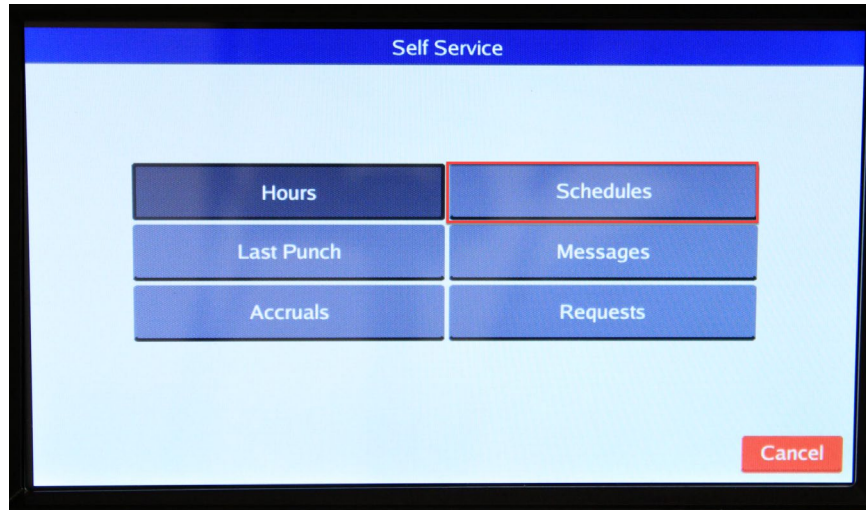 Self Service
Hours
Schedules
Last Punch
Messages
Accruals
Requests
Cancel